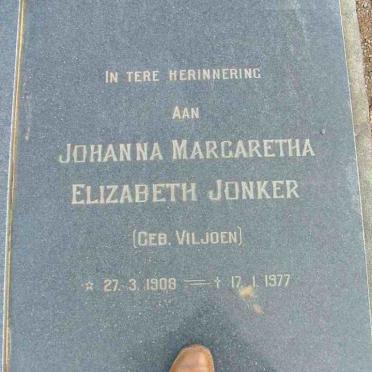 IN TERE HERINNERING
AAN
JOHANNA MARGARETHA
ELIZABETH JONKER
(GEB. VILJOEN)
☆ 27. 3. 1908 = † 17. 1. 1977